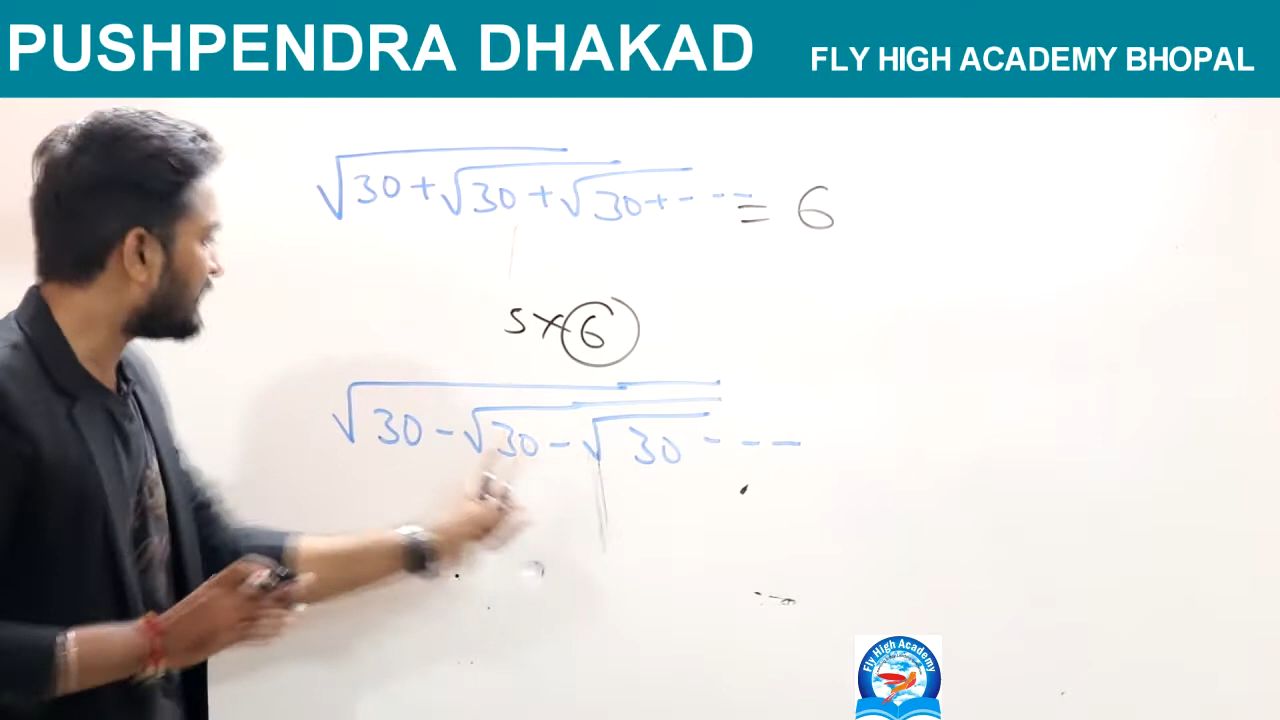 PUSHPENDRA DHAKAD FLY HIGH ACADEMY BHOPAL
√30+√30+√30+--- = 6
5×6
√30-√30-√30---
Fly High Academy